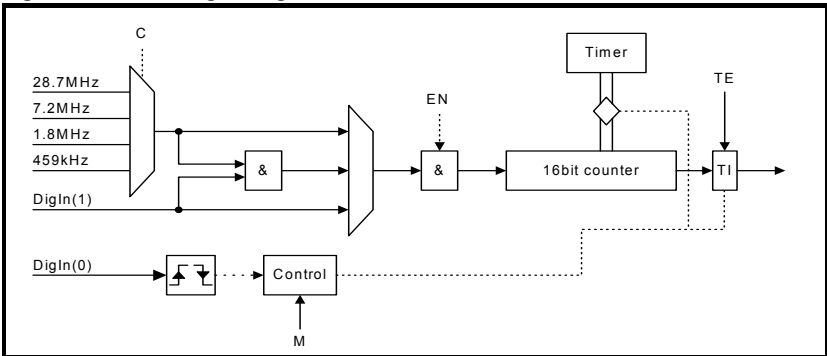 C
28.7MHz
7.2MHz
1.8MHz
459kHz
DigIn(1)
&
EN
&
Timer
16bit counter
TE
TI
DigIn(0)
Control
M